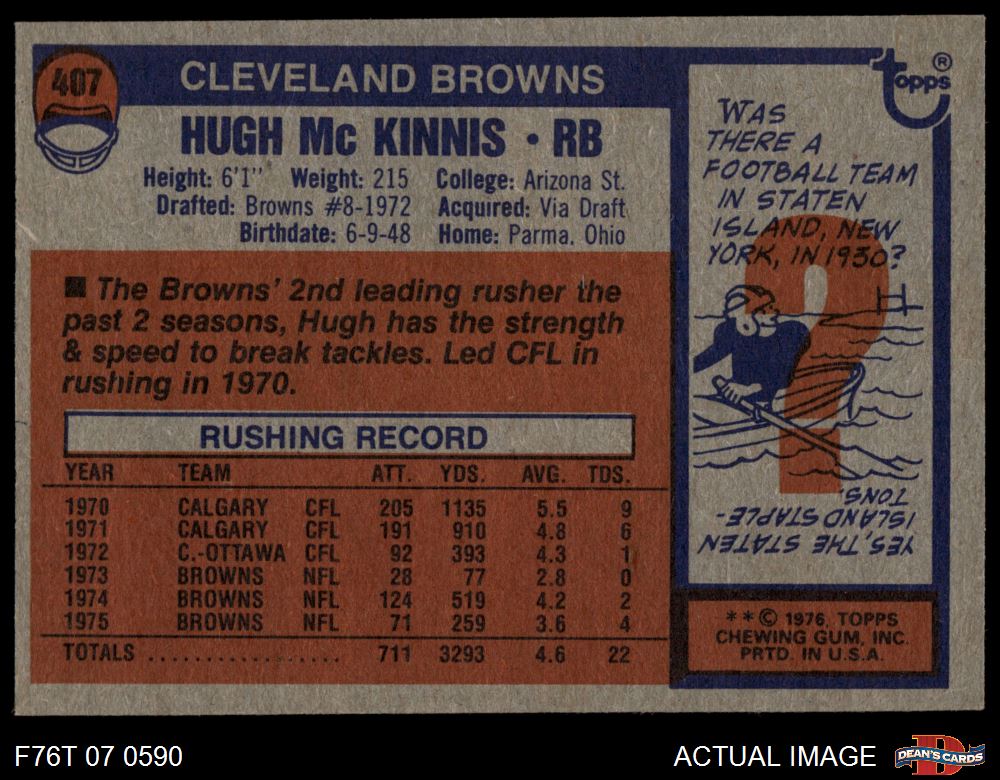 407
CLEVELAND BROWNS
HUGH Mc KINNIS • RB
Height: 6'1" Weight: 215 College: Arizona St.
Drafted: Browns #8-1972 Acquired: Via Draft
Birthdate: 6-9-48 Home: Parma, Ohio
■ The Browns' 2nd leading rusher the
past 2 seasons, Hugh has the strength
& speed to break tackles. Led CFL in
rushing in 1970.
RUSHING RECORD
YEAR TEAM ATT. YDS. AVG. TDS.
1970 CALGARY CFL 205 1135 5.5 9
1971 CALGARY CFL 191 910 4.8 6
1972 C.-OTTAWA CFL 92 393 4.3 1
1973 BROWNS NFL 28 77 2.8 0
1974 BROWNS NFL 124 519 4.2 2
1975 BROWNS NFL 71 259 3.6 4
TOTALS .................. 711 3293 4.6 22
topps ®
WAS
THERE A
FOOTBALL TEAM
IN STATEN
ISLAND, NEW
YORK, IN 1930?
?
YES, THE STATEN
ISLAND STAPLE-
TONS.
**© 1976, TOPPS
CHEWING GUM, INC.
PRTD. IN U.S.A.
F76T 07 0590
ACTUAL IMAGE
D
DEAN'S CARDS